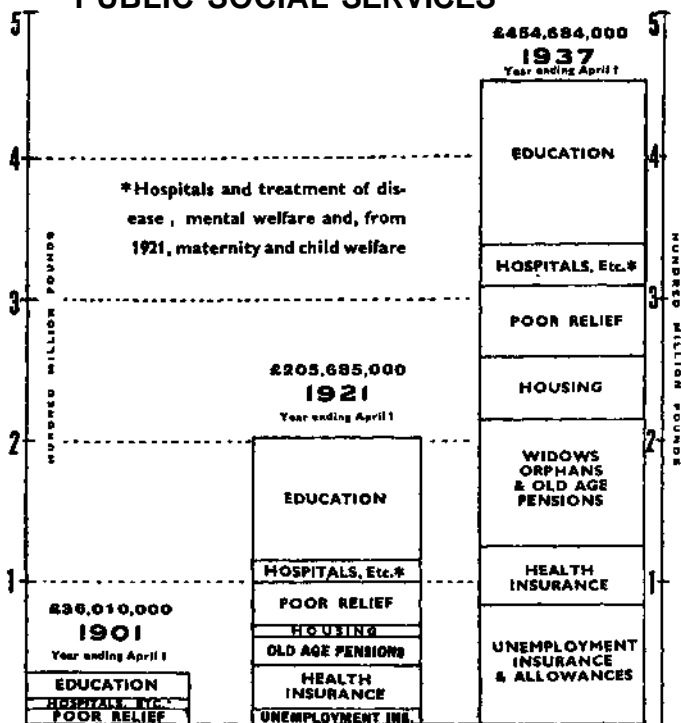 PUBLIC SOCIAL SERVICES
5
5
4
4
3
3
2
2
1
1
HUNDRED MILLION POUNDS
HUNDRED MILLION POUNDS
*Hospitals and treatment of dis-
ease, mental welfare and, from
1921, maternity and child welfare
£36,010,000
1901
Year ending April 1
EDUCATION
HOSPITALS, ETC.*
POOR RELIEF
£205,685,000
1921
Year ending April 1
EDUCATION
HOSPITALS, Etc.*
POOR RELIEF
HOUSING
OLD AGE PENSIONS
HEALTH
INSURANCE
UNEMPLOYMENT INS.
£454,684,000
1937
Year ending April 1
EDUCATION
HOSPITALS, Etc.*
POOR RELIEF
HOUSING
WIDOWS
ORPHANS
& OLD AGE
PENSIONS
HEALTH
INSURANCE
UNEMPLOYMENT
INSURANCE
& ALLOWANCES